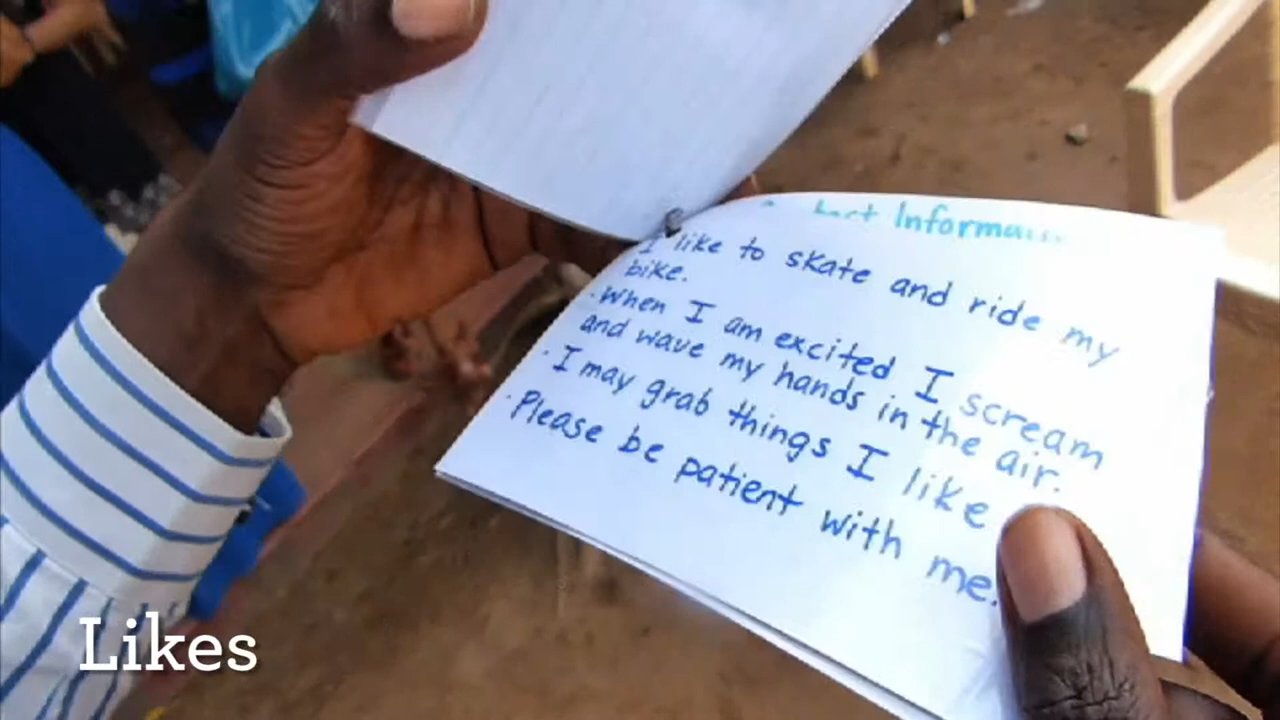 Information
I like to skate and ride my
bike.
· When I am excited I scream
and wave my hands in the air.
· I may grab things I like
· Please be patient with me.
Likes